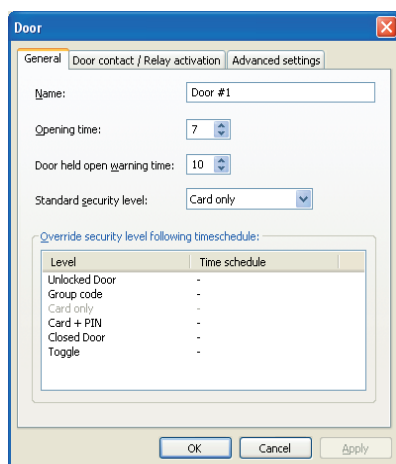 Door
General Door contact / Relay activation Advanced settings
Name: Door #1
Opening time: 7
Door held open warning time: 10
Standard security level: Card only
Override security level following timeschedule:
Level Time schedule
Unlocked Door -
Group code -
Card only -
Card + PIN -
Closed Door -
Toggle -
OK Cancel Apply